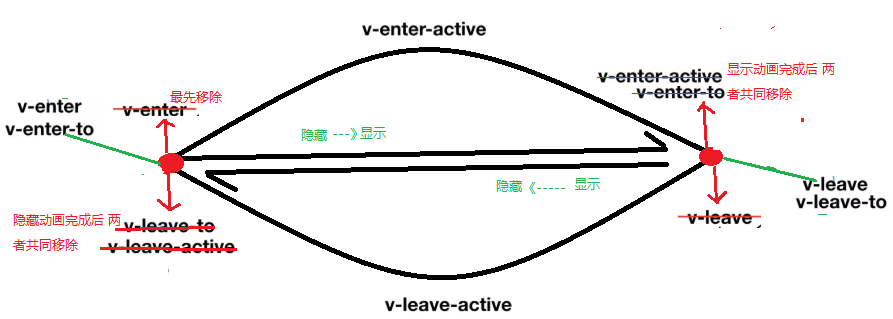 v-enter-active
v-enter-active
v-enter-to
显示动画完成后 两
者共同移除
v-enter
v-enter-to
最先移除
v-enter
隐藏 ---》显示
隐藏 《----- 显示
v-leave
v-leave-to
v-leave
隐藏动画完成后 两
者共同移除
v-leave-to
v-leave-active
v-leave-active